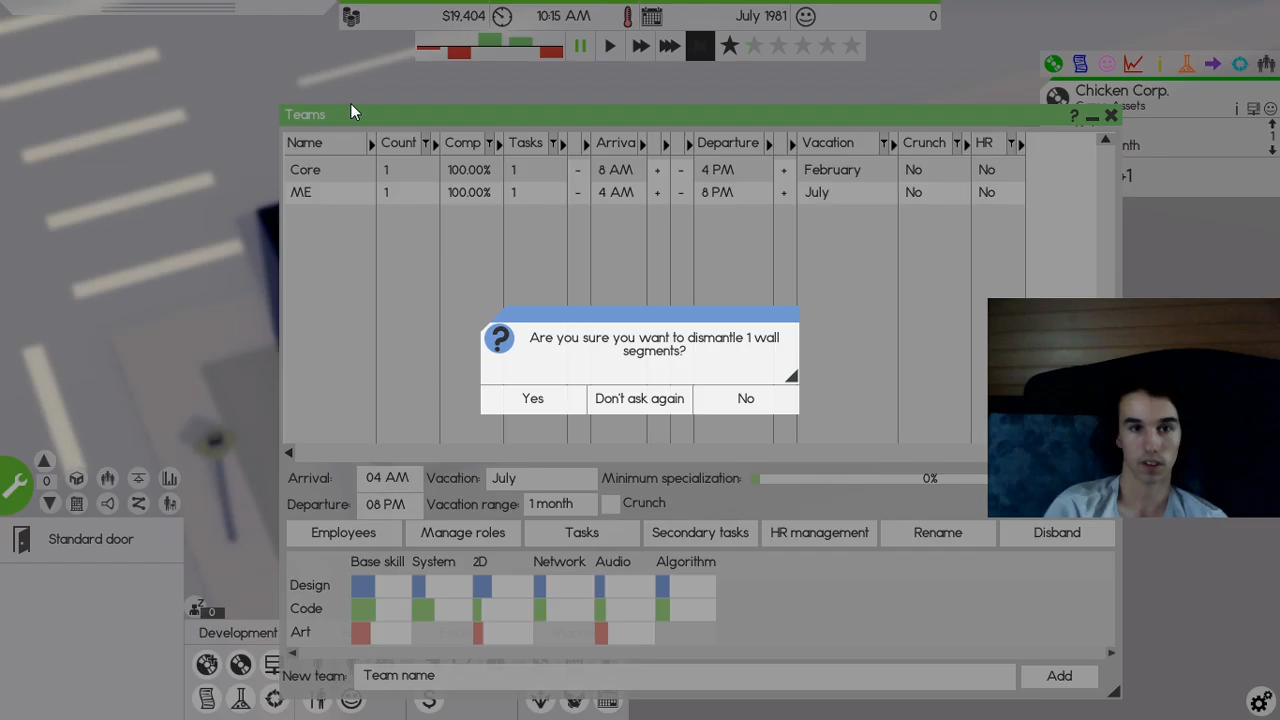 $19,404
10:15 AM
July 1981
0
Chicken Corp.
Teams
?
Name Count Comp Tasks Arriva Departure Vacation Crunch HR
Core 1 100.00% 1 - 8 AM + - 4 PM + February No No
ME 1 100.00% 1 - 4 AM + - 8 PM + July No No
+1
Are you sure you want to dismantle 1 wall
segments?
Yes Don't ask again No
Arrival: 04 AM Vacation: July Minimum specialization: 0%
Departure: 08 PM Vacation range: 1 month Crunch
0
Employees Manage roles Tasks Secondary tasks HR management Rename Disband
Standard door
Base skill System 2D Network Audio Algorithm
Design
Code
Art
0
Development
New team: Team name Add